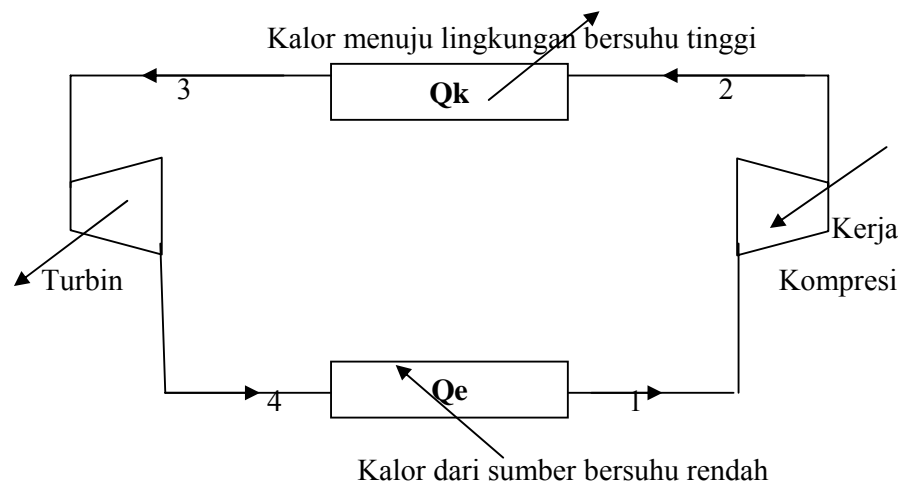 Kalor menuju lingkungan bersuhu tinggi
3
Qk
2
Turbin
Kerja
Kompresi
4
Qe
1
Kalor dari sumber bersuhu rendah